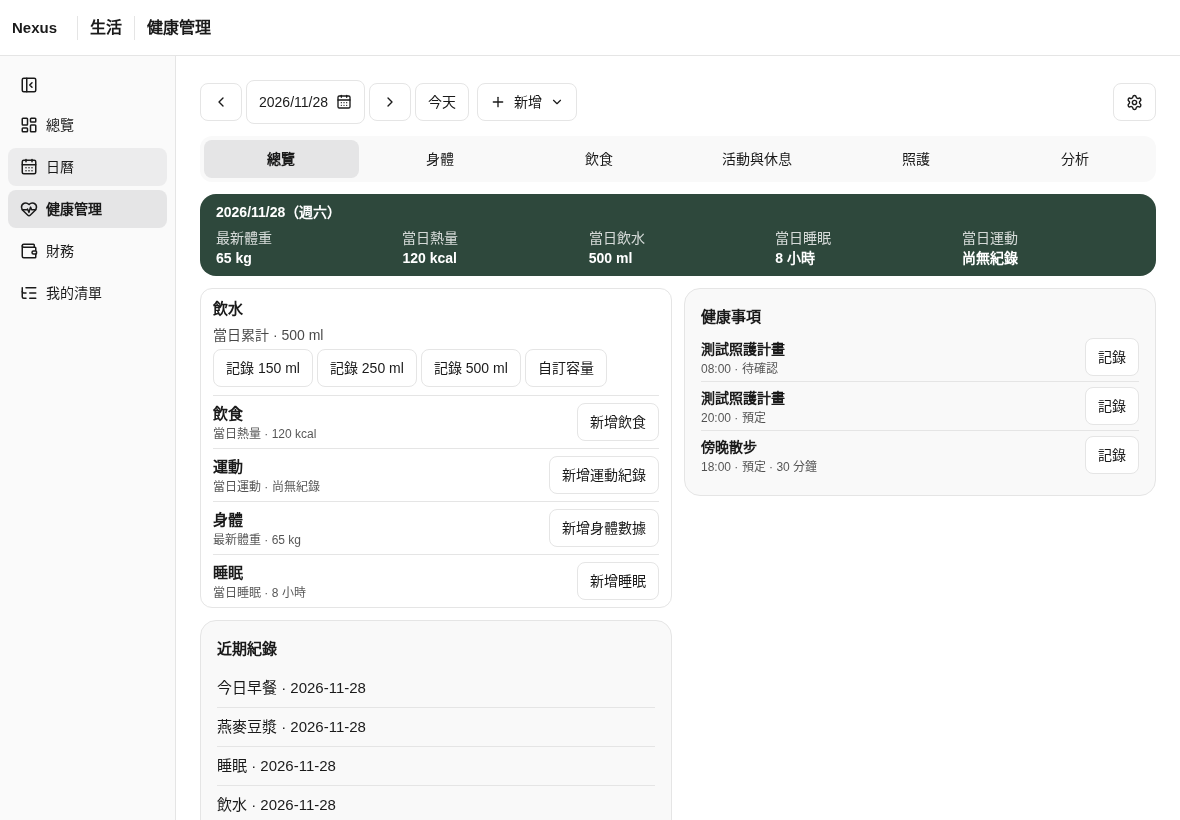 Nexus
生活
健康管理
總覽
日曆
健康管理
財務
我的清單
2026/11/28
今天
新增
總覽
身體
飲食
活動與休息
照護
分析
2026/11/28（週六）
最新體重
65 kg
當日熱量
120 kcal
當日飲水
500 ml
當日睡眠
8 小時
當日運動
尚無紀錄
飲水
當日累計 · 500 ml
記錄 150 ml
記錄 250 ml
記錄 500 ml
自訂容量
飲食
當日熱量 · 120 kcal
新增飲食
運動
當日運動 · 尚無紀錄
新增運動紀錄
身體
最新體重 · 65 kg
新增身體數據
睡眠
當日睡眠 · 8 小時
新增睡眠
健康事項
測試照護計畫
08:00 · 待確認
記錄
測試照護計畫
20:00 · 預定
記錄
傍晚散步
18:00 · 預定 · 30 分鐘
記錄
近期紀錄
今日早餐 · 2026-11-28
燕麥豆漿 · 2026-11-28
睡眠 · 2026-11-28
飲水 · 2026-11-28